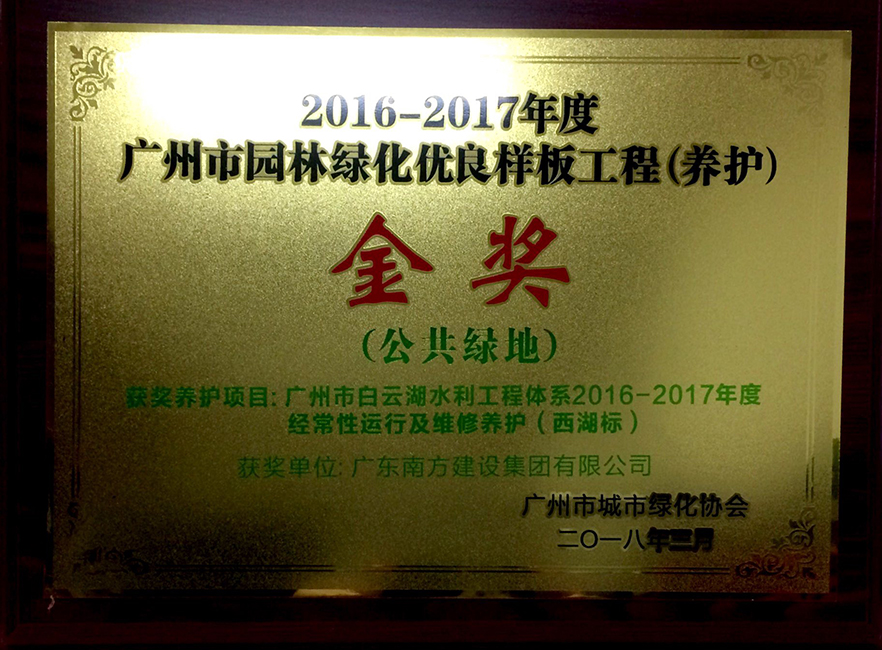 2016-2017年度
广州市园林绿化优良样板工程(养护)
金奖
(公共绿地)
获奖养护项目:广州市白云湖水利工程体系2016-2017年度
经常性运行及维修养护(西湖标)
获奖单位:广东南方建设集团有限公司
广州市城市绿化协会
二〇一八年三月